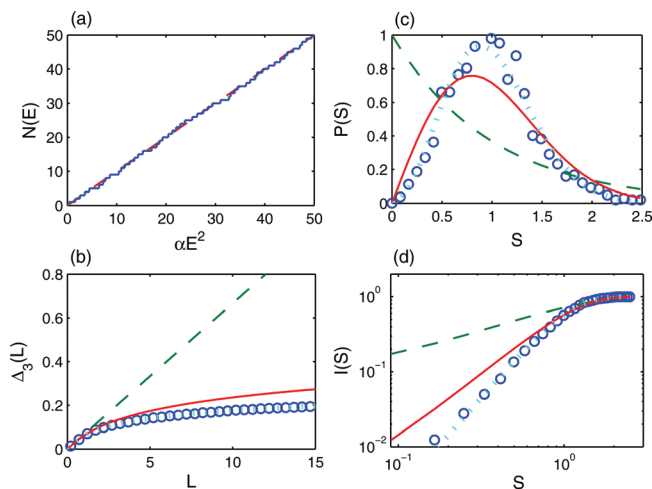 (a)
50
40
30
20
10
0
N(E)
0 10 20 30 40 50
αE²
(c)
1
0.8
0.6
0.4
0.2
0
P(S)
0 0.5 1 1.5 2 2.5
S
(b)
0.8
0.6
0.4
0.2
0
Δ₃(L)
0 5 10 15
L
(d)
10⁰
10⁻¹
10⁻²
I(S)
10⁻¹ 10⁰
S